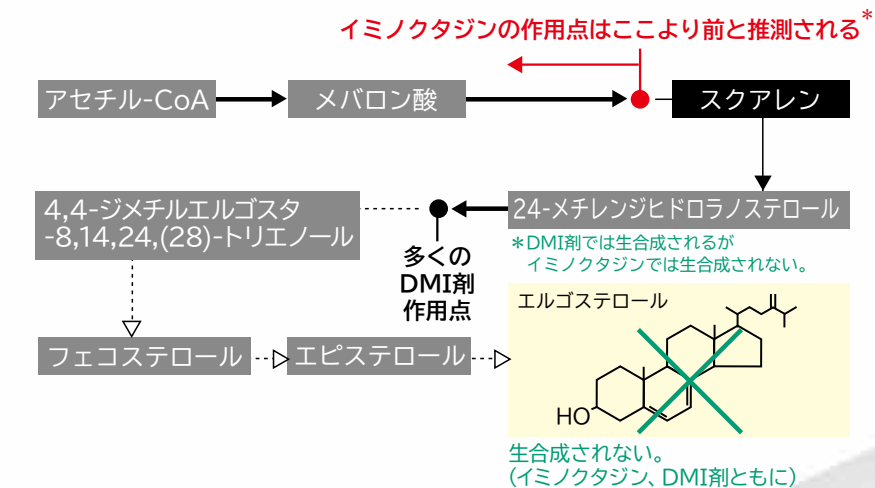 イミノクタジンの作用点はここより前と推測される*
アセチル-CoA
メバロン酸
スクアレン
4,4-ジメチルエルゴスタ
-8,14,24,(28)-トリエノール
24-メチレンジヒドロラノステロール
多くの
DMI剤
作用点
*DMI剤では生合成されるが
イミノクタジンでは生合成されない。
フェコステロール
エピステロール
エルゴステロール
HO
生合成されない。
(イミノクタジン、DMI剤ともに)